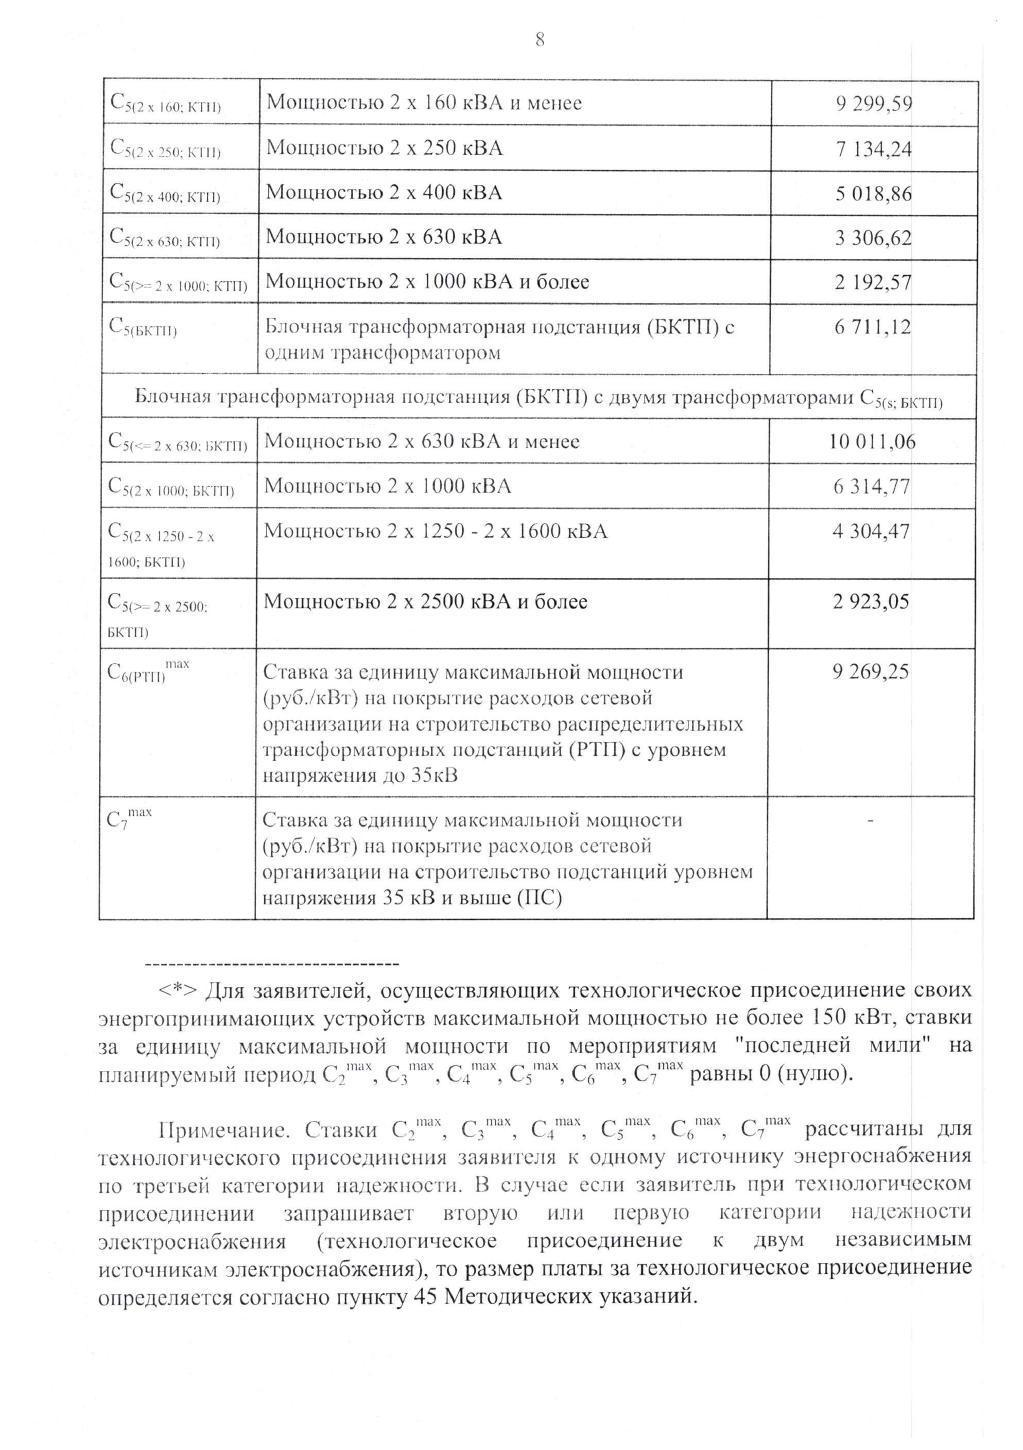 8
C5(2 x 160; КТП) Мощностью 2 х 160 кВА и менее 9 299,59
C5(2 x 250; КТП) Мощностью 2 х 250 кВА 7 134,24
C5(2 x 400; КТП) Мощностью 2 х 400 кВА 5 018,86
C5(2 x 630; КТП) Мощностью 2 х 630 кВА 3 306,62
C5(>= 2 x 1000; КТП) Мощностью 2 х 1000 кВА и более 2 192,57
C5(БКТП) Блочная трансформаторная подстанция (БКТП) с 6 711,12
одним трансформатором
Блочная трансформаторная подстанция (БКТП) с двумя трансформаторами C5(s; БКТП)
C5(<= 2 x 630; БКТП) Мощностью 2 х 630 кВА и менее 10 011,06
C5(2 x 1000; БКТП) Мощностью 2 х 1000 кВА 6 314,77
C5(2 x 1250 - 2 x Мощностью 2 х 1250 - 2 х 1600 кВА 4 304,47
1600; БКТП)
C5(>= 2 x 2500; Мощностью 2 х 2500 кВА и более 2 923,05
БКТП)
C6(РТП)max Ставка за единицу максимальной мощности 9 269,25
(руб./кВт) на покрытие расходов сетевой
организации на строительство распределительных
трансформаторных подстанций (РТП) с уровнем
напряжения до 35кВ
C7max Ставка за единицу максимальной мощности -
(руб./кВт) на покрытие расходов сетевой
организации на строительство подстанций уровнем
напряжения 35 кВ и выше (ПС)
--------------------------------
<*> Для заявителей, осуществляющих технологическое присоединение своих
энергопринимающих устройств максимальной мощностью не более 150 кВт, ставки
за единицу максимальной мощности по мероприятиям "последней мили" на
планируемый период C2max, C3max, C4max, C5max, C6max, C7max равны 0 (нулю).
Примечание. Ставки C2max, C3max, C4max, C5max, C6max, C7max рассчитаны для
технологического присоединения заявителя к одному источнику энергоснабжения
по третьей категории надежности. В случае если заявитель при технологическом
присоединении запрашивает вторую или первую категории надежности
электроснабжения (технологическое присоединение к двум независимым
источникам электроснабжения), то размер платы за технологическое присоединение
определяется согласно пункту 45 Методических указаний.